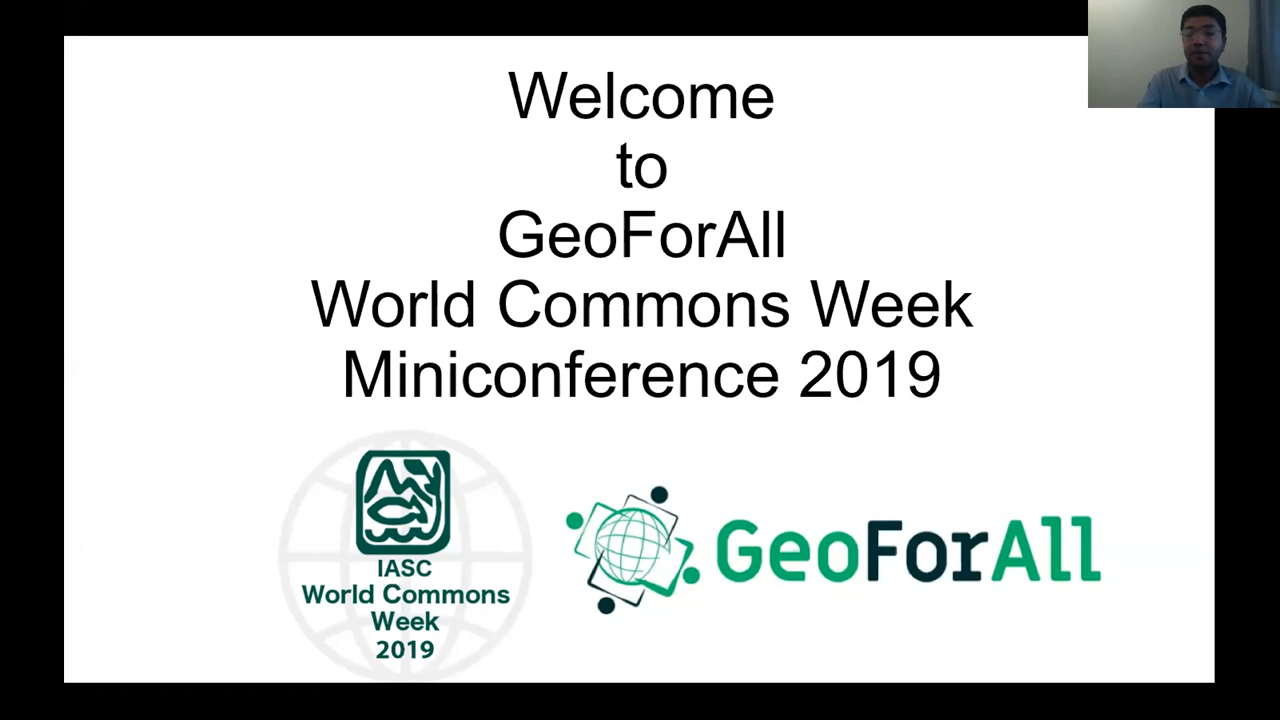 Welcome
to
GeoForAll
World Commons Week
Miniconference 2019
IASC
World Commons
Week
2019
GeoForAll